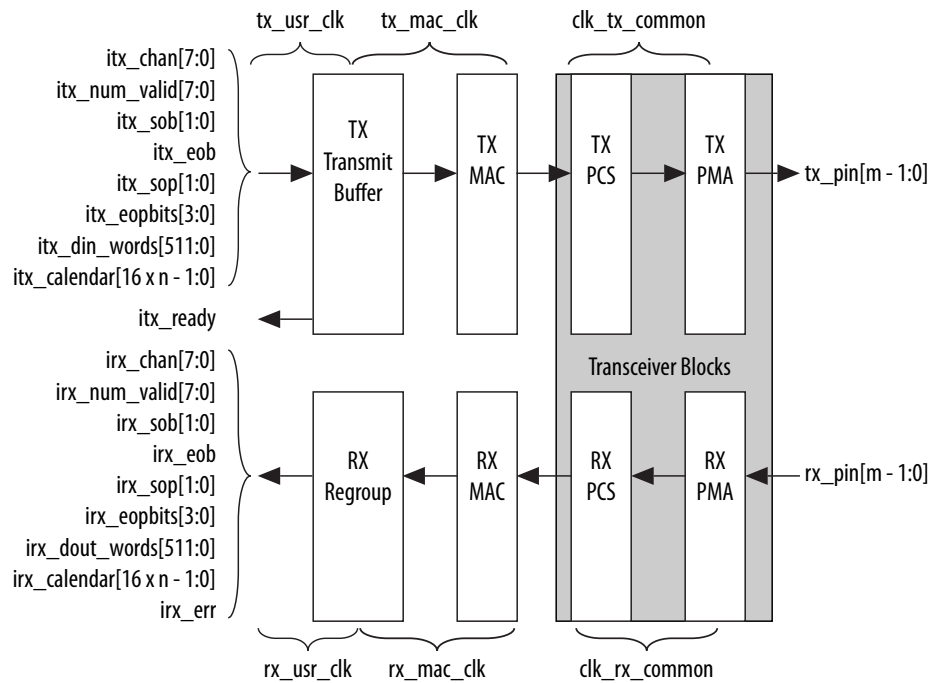 tx_usr_clk
tx_mac_clk
clk_tx_common
itx_chan[7:0]
itx_num_valid[7:0]
itx_sob[1:0]
itx_eob
itx_sop[1:0]
itx_eopbits[3:0]
itx_din_words[511:0]
itx_calendar[16 x n - 1:0]
itx_ready
TX
Transmit
Buffer
TX
MAC
TX
PCS
TX
PMA
tx_pin[m - 1:0]
Transceiver Blocks
irx_chan[7:0]
irx_num_valid[7:0]
irx_sob[1:0]
irx_eob
irx_sop[1:0]
irx_eopbits[3:0]
irx_dout_words[511:0]
irx_calendar[16 x n - 1:0]
irx_err
RX
Regroup
RX
MAC
RX
PCS
RX
PMA
rx_pin[m - 1:0]
rx_usr_clk
rx_mac_clk
clk_rx_common